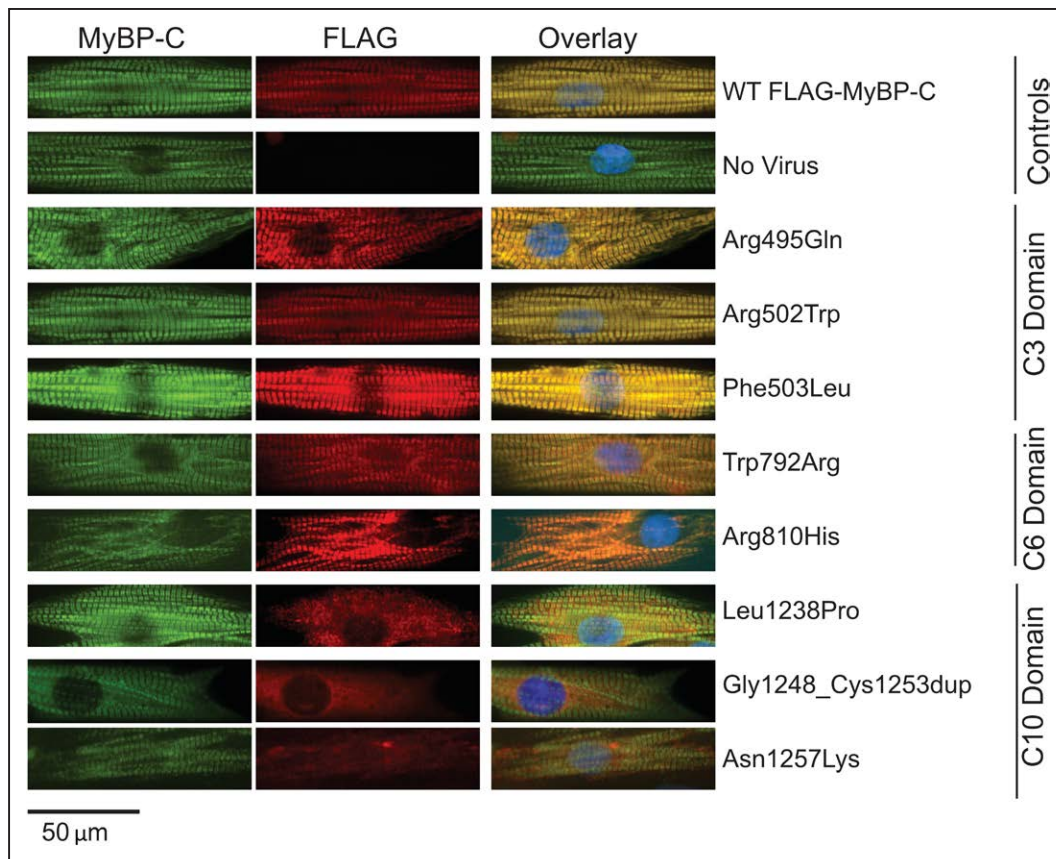 MyBP-C FLAG Overlay
WT FLAG-MyBP-C
No Virus
Controls
Arg495Gln
Arg502Trp
Phe503Leu
C3 Domain
Trp792Arg
Arg810His
C6 Domain
Leu1238Pro
Gly1248_Cys1253dup
Asn1257Lys
C10 Domain
50 μm